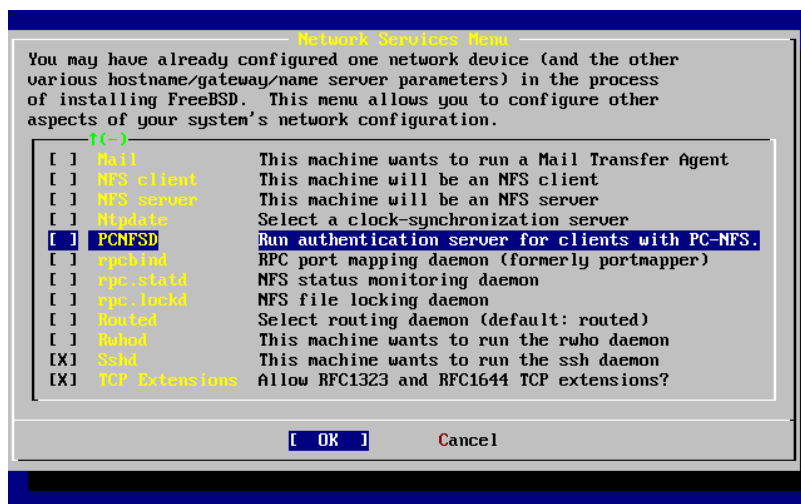 Network Services Menu
You may have already configured one network device (and the other
various hostname/gateway/name server parameters) in the process
of installing FreeBSD.  This menu allows you to configure other
aspects of your system's network configuration.
↑(-)
[ ] Mail This machine wants to run a Mail Transfer Agent
[ ] NFS client This machine will be an NFS client
[ ] NFS server This machine will be an NFS server
[ ] Ntpdate Select a clock-synchronization server
[ ] PCNFSD Run authentication server for clients with PC-NFS.
[ ] rpcbind RPC port mapping daemon (formerly portmapper)
[ ] rpc.statd NFS status monitoring daemon
[ ] rpc.lockd NFS file locking daemon
[ ] Routed Select routing daemon (default: routed)
[ ] Rwhod This machine wants to run the rwho daemon
[X] Sshd This machine wants to run the ssh daemon
[X] TCP Extensions Allow RFC1323 and RFC1644 TCP extensions?
[ OK ] Cancel